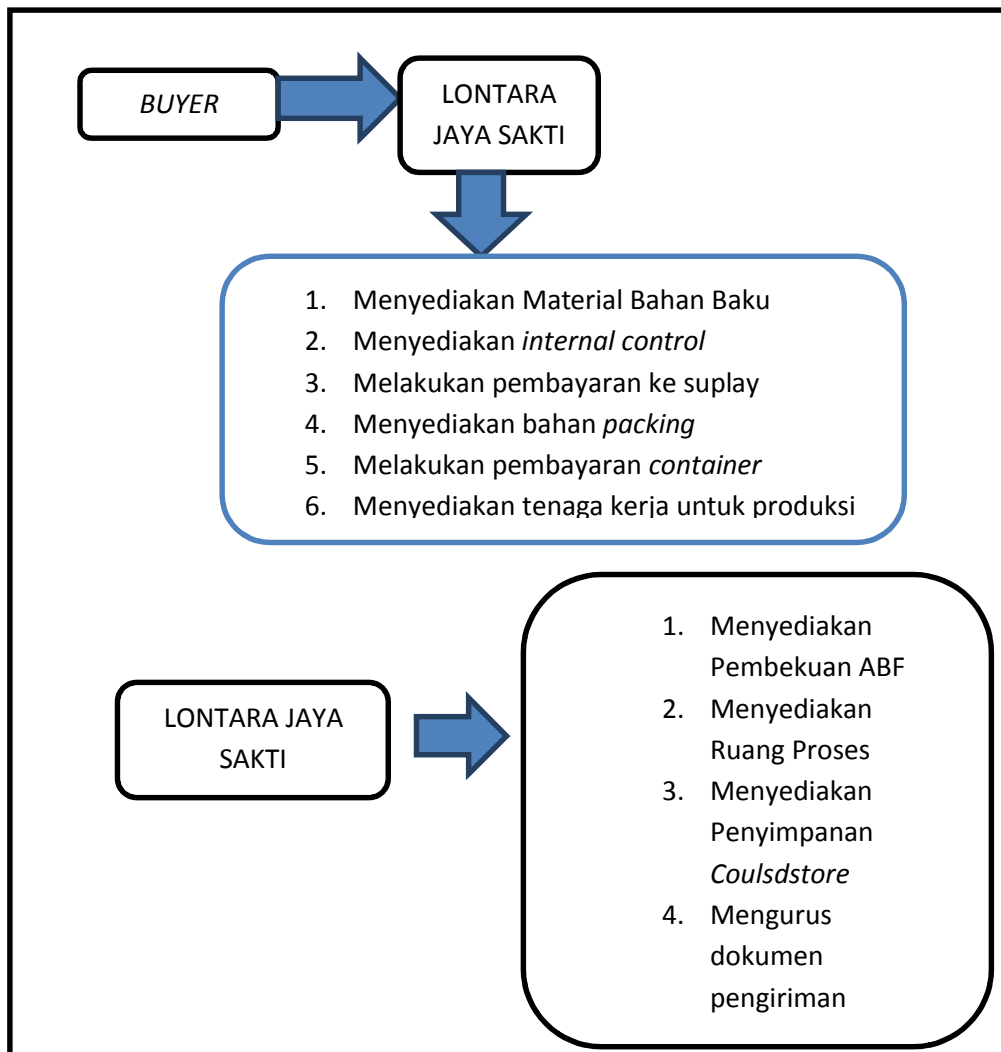 BUYER
LONTARA
JAYA SAKTI
1. Menyediakan Material Bahan Baku
2. Menyediakan internal control
3. Melakukan pembayaran ke suplay
4. Menyediakan bahan packing
5. Melakukan pembayaran container
6. Menyediakan tenaga kerja untuk produksi
LONTARA JAYA
SAKTI
1. Menyediakan
Pembekuan ABF
2. Menyediakan
Ruang Proses
3. Menyediakan
Penyimpanan
Coulsdstore
4. Mengurus
dokumen
pengiriman